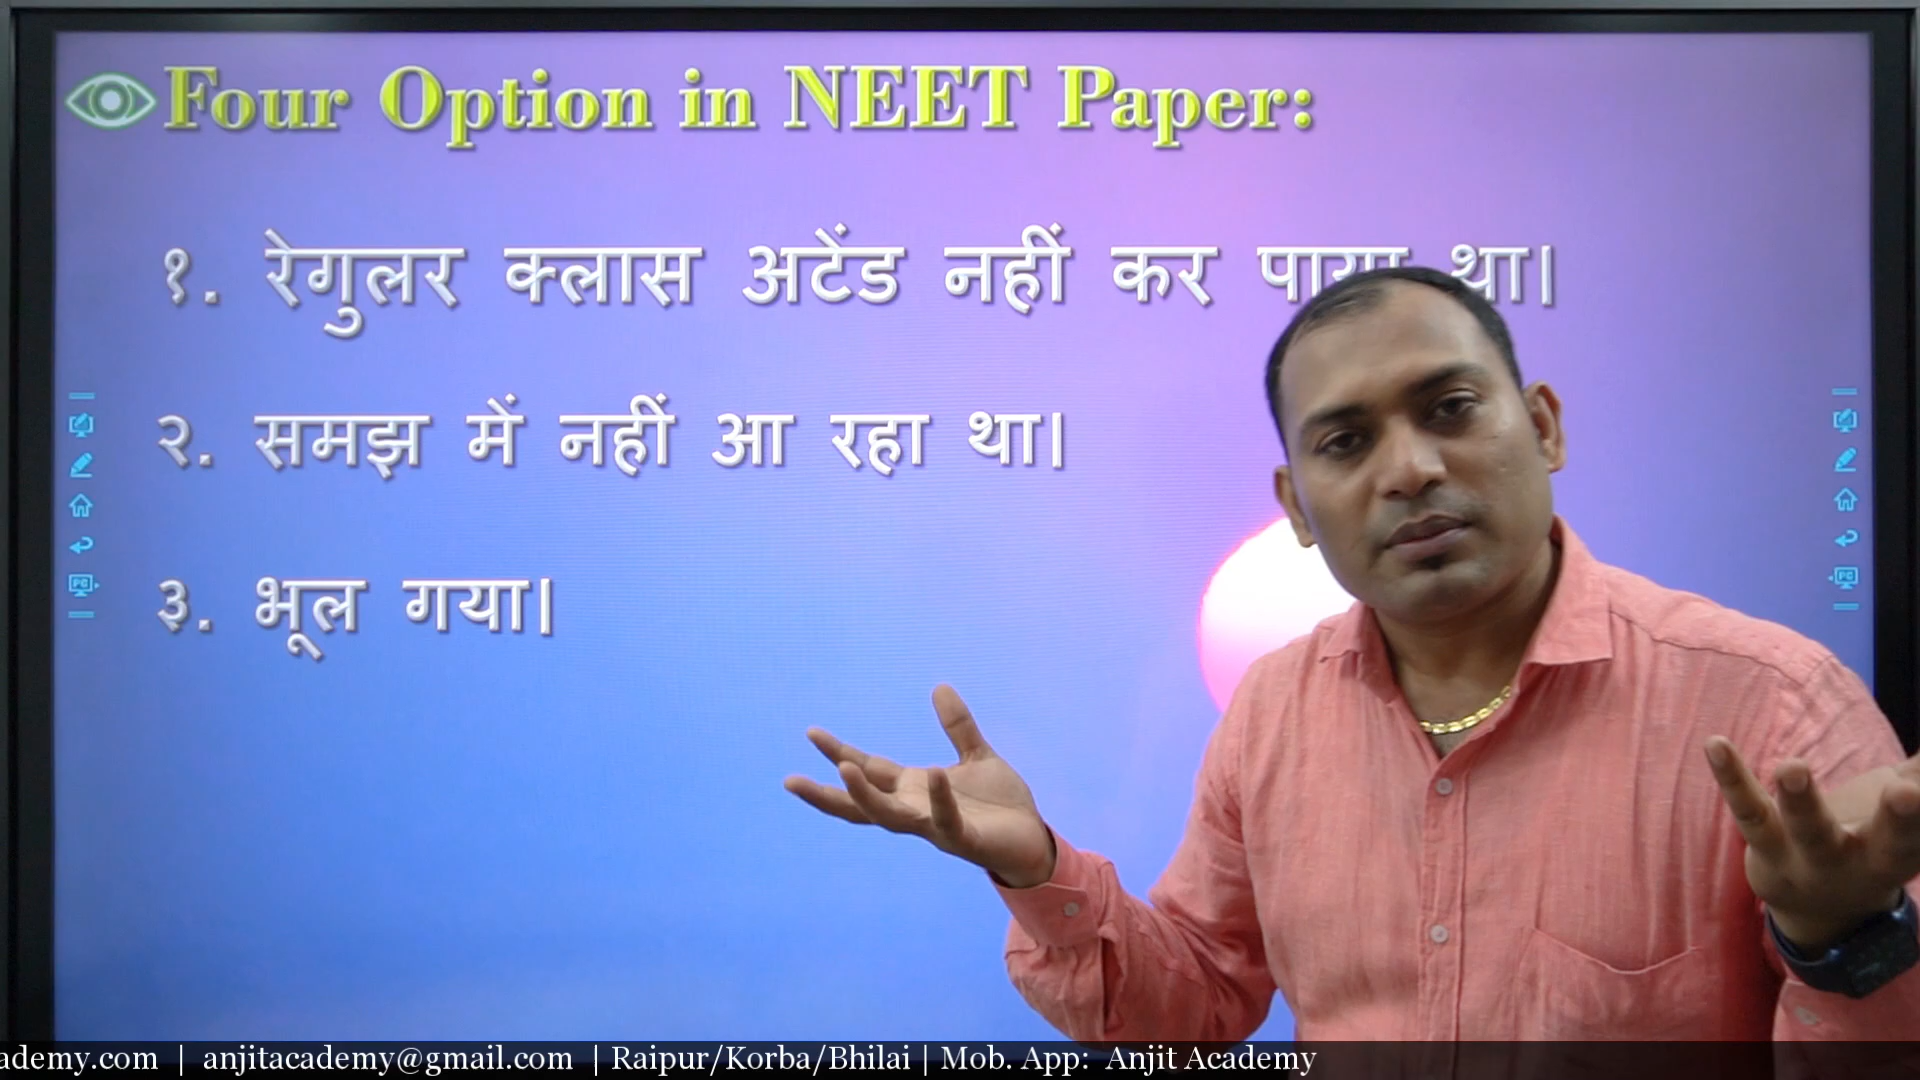 Four Option in NEET Paper:
१. रेगुलर क्लास अटेंड नहीं कर पाया था।
२. समझ में नहीं आ रहा था।
३. भूल गया।
ademy.com | anjitacademy@gmail.com | Raipur/Korba/Bhilai | Mob. App: Anjit Academy